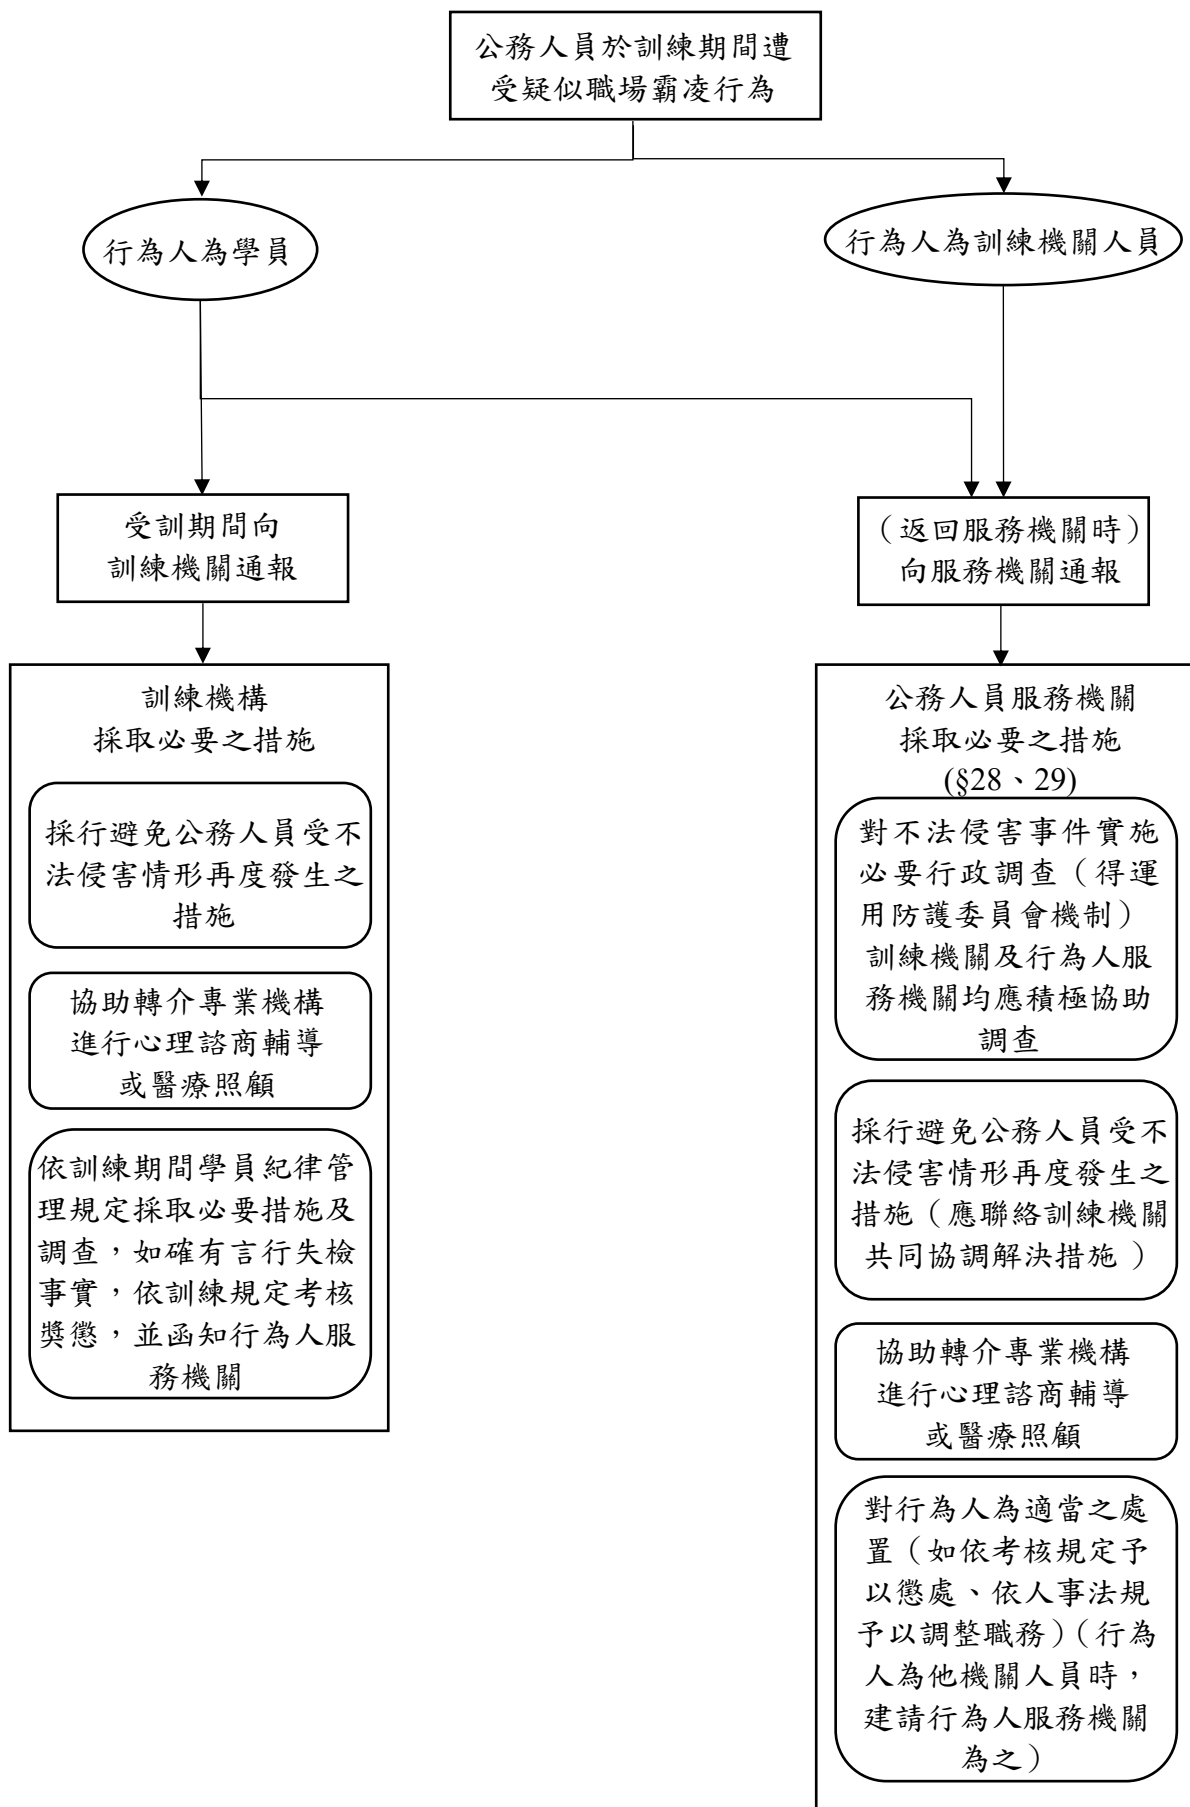 公務人員於訓練期間遭
受疑似職場霸凌行為
行為人為學員
行為人為訓練機關人員
受訓期間向
訓練機關通報
（返回服務機關時）
向服務機關通報
訓練機構
採取必要之措施
採行避免公務人員受不
法侵害情形再度發生之
措施
協助轉介專業機構
進行心理諮商輔導
或醫療照顧
依訓練期間學員紀律管
理規定採取必要措施及
調查，如確有言行失檢
事實，依訓練規定考核
獎懲，並函知行為人服
務機關
公務人員服務機關
採取必要之措施
(§28、29)
對不法侵害事件實施
必要行政調查（得運
用防護委員會機制）
訓練機關及行為人服
務機關均應積極協助
調查
採行避免公務人員受不
法侵害情形再度發生之
措施（應聯絡訓練機關
共同協調解決措施）
協助轉介專業機構
進行心理諮商輔導
或醫療照顧
對行為人為適當之處
置（如依考核規定予
以懲處、依人事法規
予以調整職務）（行為
人為他機關人員時，
建請行為人服務機關
為之）